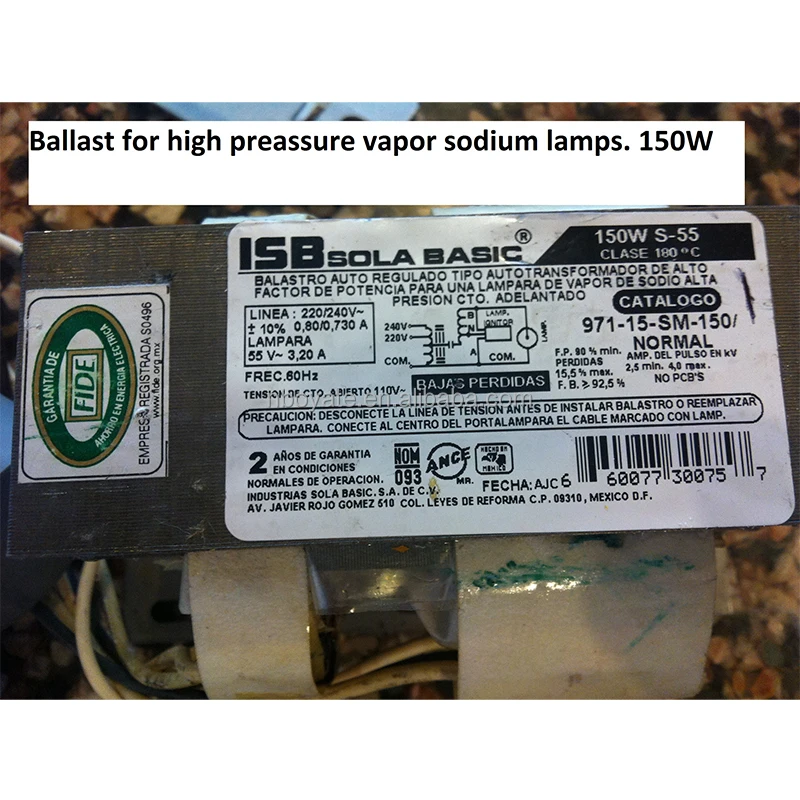 Ballast for high preassure vapor sodium lamps. 150W
ISB SOLA BASIC®
150W S-55
CLASE 180 °C
BALASTRO AUTO REGULADO TIPO AUTOTRANSFORMADOR DE ALTO
FACTOR DE POTENCIA PARA UNA LAMPARA DE VAPOR DE SODIO ALTA
PRESION CTO. ADELANTADO
LINEA : 220/240V~
± 10% 0,80/0,730 A
LAMPARA
55 V~ 3,20 A
FREC.60Hz
TENSION DE CTO. ABIERTO 110V~
240V
220V
COM.
B
N
A
LAMP.
IGNITOR
COM.
LAMP.
BAJAS PERDIDAS
CATALOGO
971-15-SM-150/
NORMAL
F.P. 90 % min.
PERDIDAS
15,5% max.
F. B. ≥ 92,5 %
AMP. DEL PULSO EN kV
2,5 min. 4,0 max.
NO PCB'S
PRECAUCION: DESCONECTE LA LINEA DE TENSION ANTES DE INSTALAR BALASTRO O REEMPLAZAR
LAMPARA. CONECTE AL CENTRO DEL PORTALAMPARA EL CABLE MARCADO CON LAMP.
2 AÑOS DE GARANTIA
EN CONDICIONES
NORMALES DE OPERACION.
NOM
093
ANCE
MR.
HECHO EN
MEXICO
FECHA: AJC6
6 60077 30075 7
INDUSTRIAS SOLA BASIC. S.A. DE C.V.
AV. JAVIER ROJO GOMEZ 510 COL. LEYES DE REFORMA C.P. 09310, MEXICO D.F.
GARANTIA DE
FIDE
AHORRO EN ENERGIA ELECTRICA
EMPRESA REGISTRADA S0496
www.fide.org.mx